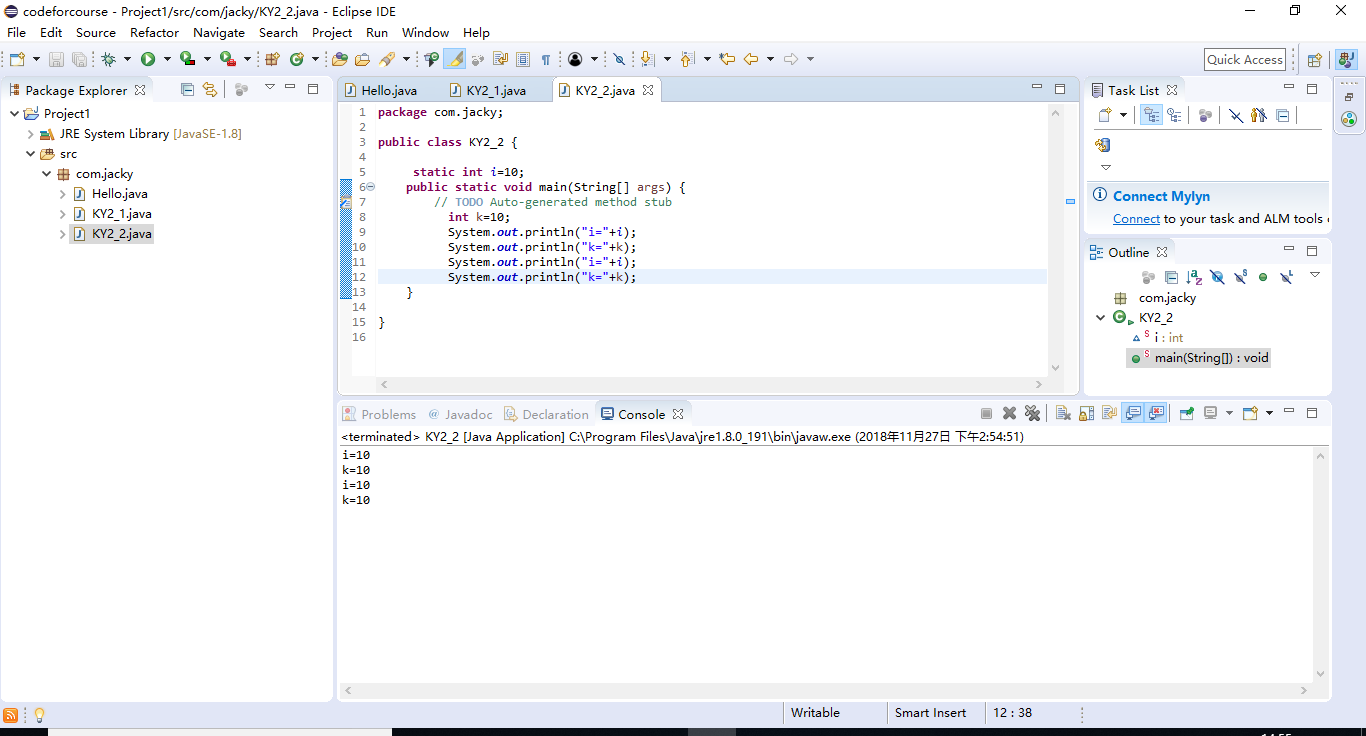 codeforcourse - Project1/src/com/jacky/KY2_2.java - Eclipse IDE
File Edit Source Refactor Navigate Search Project Run Window Help
Quick Access
Package Explorer
Project1
JRE System Library [JavaSE-1.8]
src
com.jacky
Hello.java
KY2_1.java
KY2_2.java
Hello.java KY2_1.java KY2_2.java
1 package com.jacky;
2
3 public class KY2_2 {
4
5 static int i=10;
6 public static void main(String[] args) {
7 // TODO Auto-generated method stub
8 int k=10;
9 System.out.println("i="+i);
10 System.out.println("k="+k);
11 System.out.println("i="+i);
12 System.out.println("k="+k);
13 }
14
15 }
16
Task List
Connect Mylyn
Connect to your task and ALM tools
Outline
com.jacky
KY2_2
i : int
main(String[]) : void
Problems @ Javadoc Declaration Console
<terminated> KY2_2 [Java Application] C:\Program Files\Java\jre1.8.0_191\bin\javaw.exe (2018年11月27日 下午2:54:51)
i=10
k=10
i=10
k=10
Writable Smart Insert 12 : 38